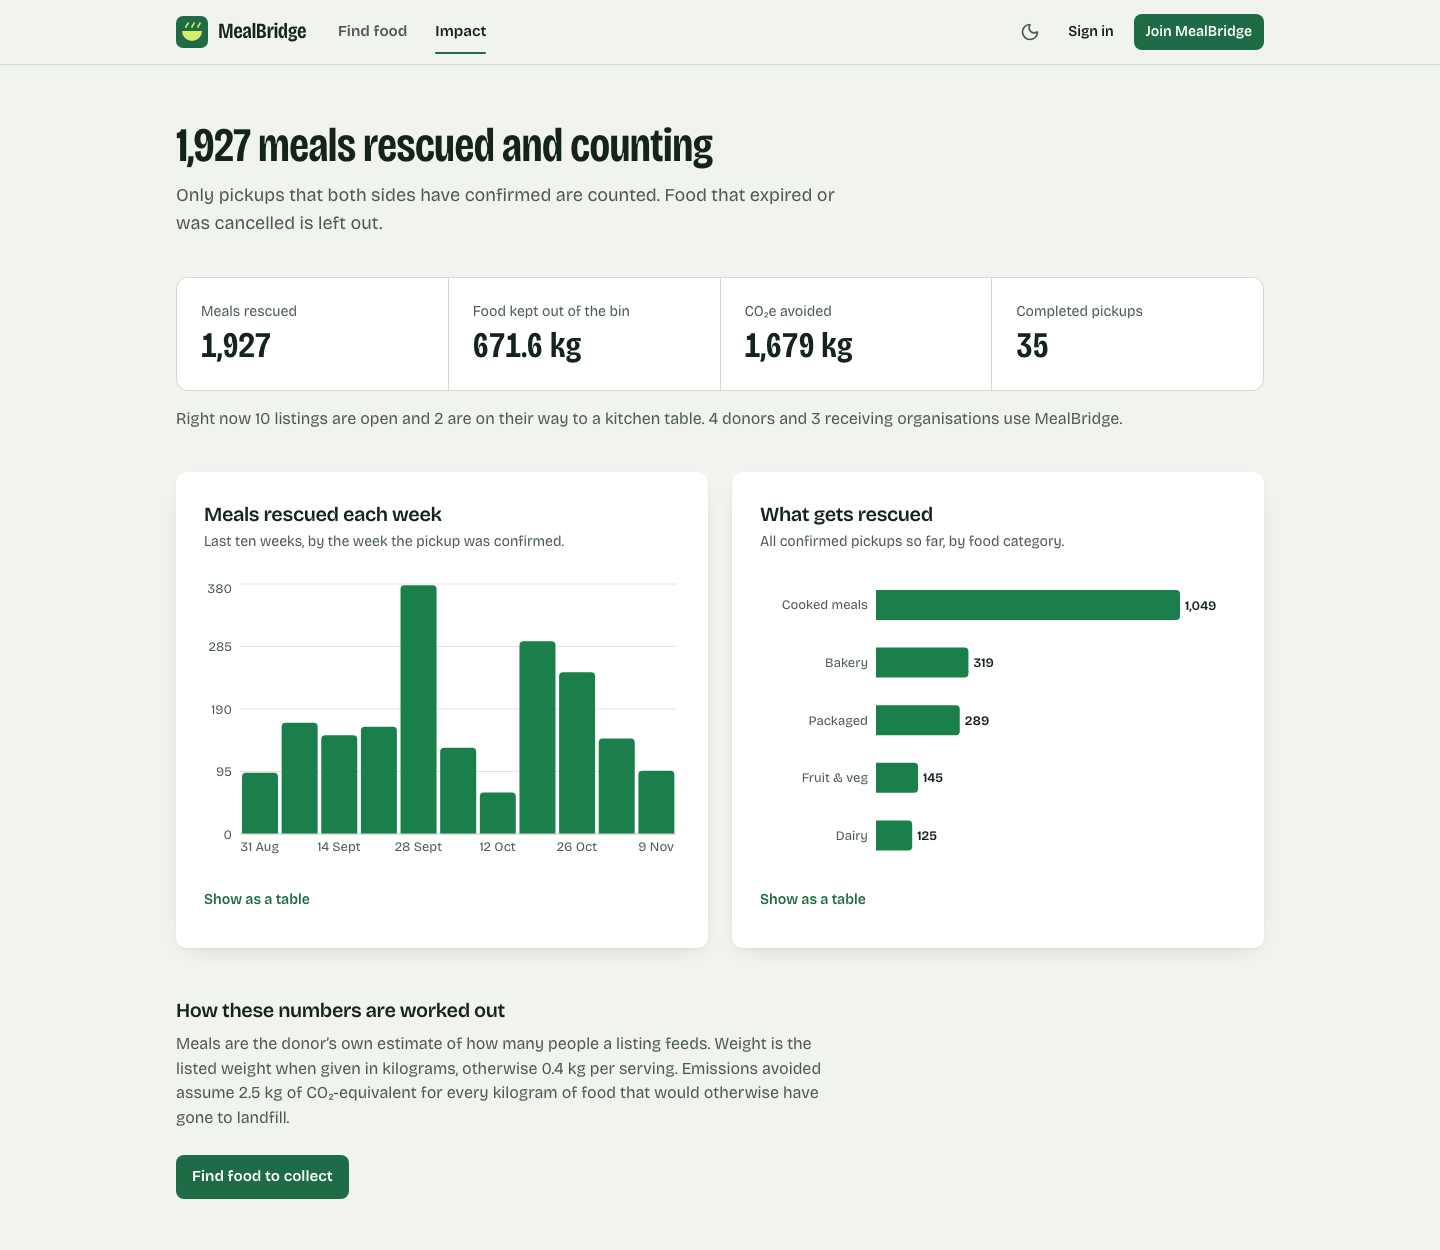 MealBridge
Find food
Impact
Sign in
Join MealBridge
1,927 meals rescued and counting
Only pickups that both sides have confirmed are counted. Food that expired or
was cancelled is left out.
Meals rescued
1,927
Food kept out of the bin
671.6 kg
CO₂e avoided
1,679 kg
Completed pickups
35
Right now 10 listings are open and 2 are on their way to a kitchen table. 4 donors and 3 receiving organisations use MealBridge.
Meals rescued each week
Last ten weeks, by the week the pickup was confirmed.
380
285
190
95
0
31 Aug
14 Sept
28 Sept
12 Oct
26 Oct
9 Nov
Show as a table
What gets rescued
All confirmed pickups so far, by food category.
Cooked meals 1,049
Bakery 319
Packaged 289
Fruit & veg 145
Dairy 125
Show as a table
How these numbers are worked out
Meals are the donor's own estimate of how many people a listing feeds. Weight is the
listed weight when given in kilograms, otherwise 0.4 kg per serving. Emissions avoided
assume 2.5 kg of CO₂-equivalent for every kilogram of food that would otherwise have
gone to landfill.
Find food to collect